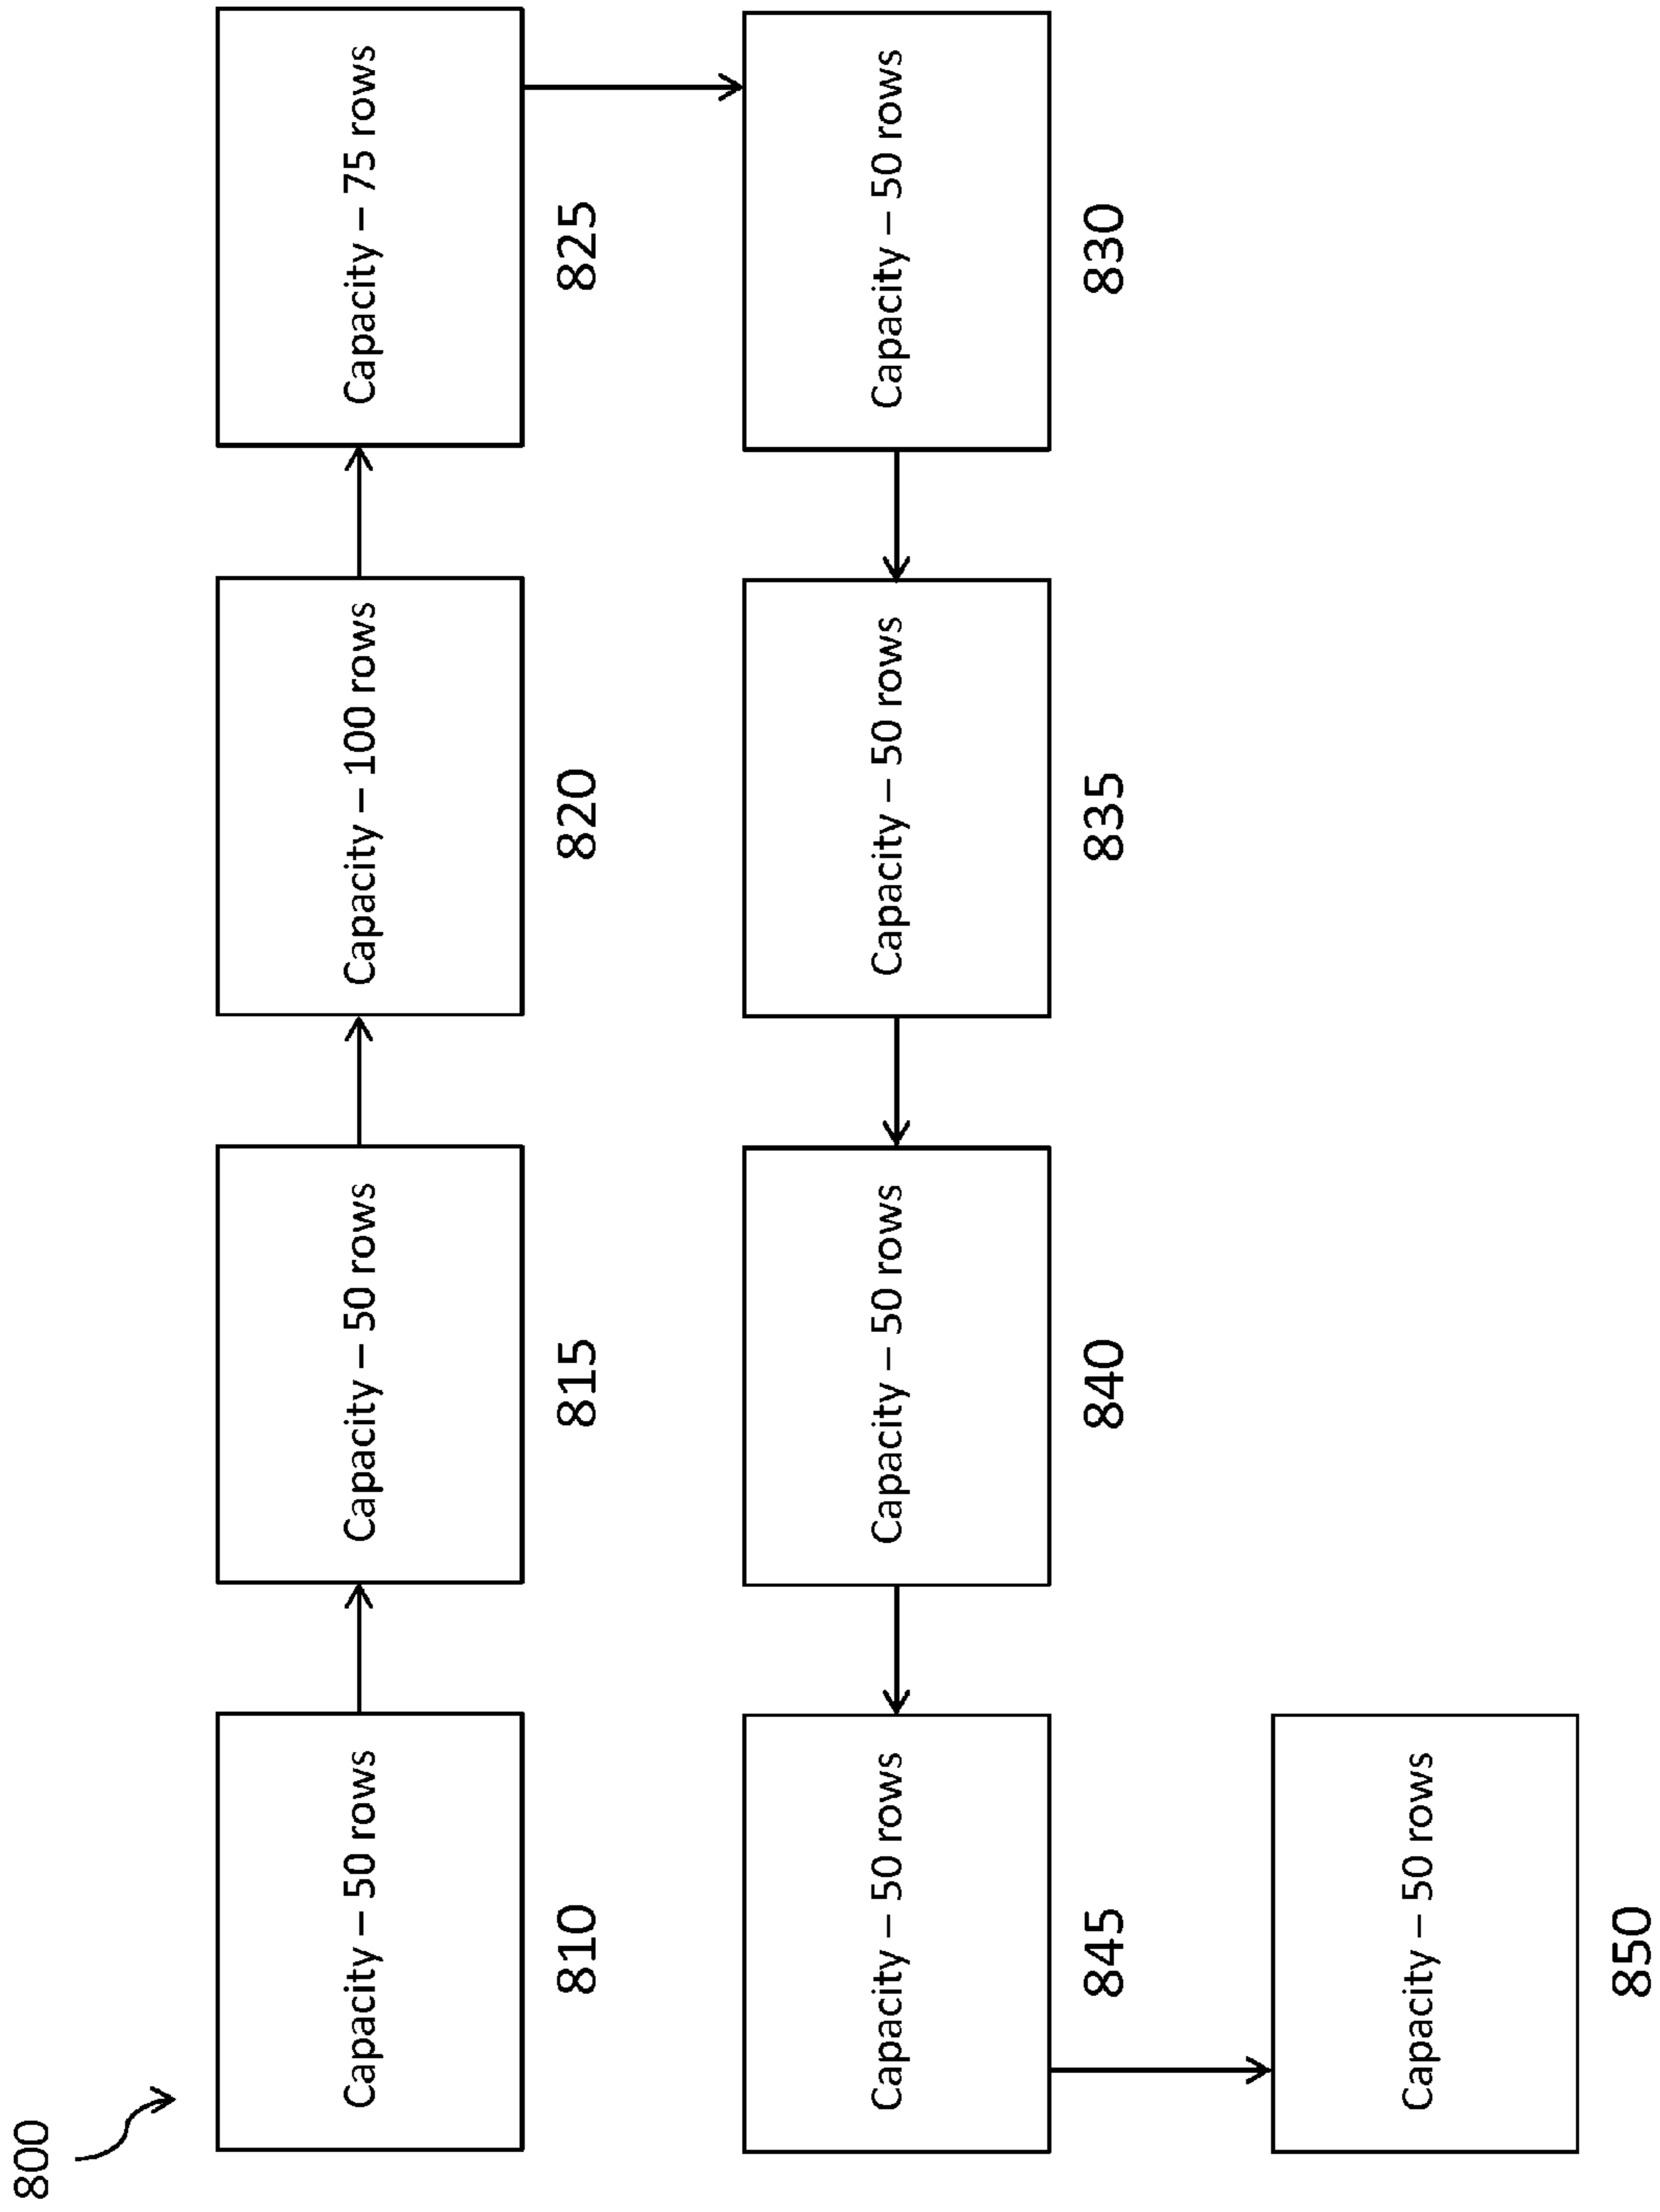 800
Capacity – 50 rows
810
Capacity – 50 rows
815
Capacity – 100 rows
820
Capacity – 75 rows
825
Capacity – 50 rows
830
Capacity – 50 rows
835
Capacity – 50 rows
840
Capacity – 50 rows
845
Capacity – 50 rows
850